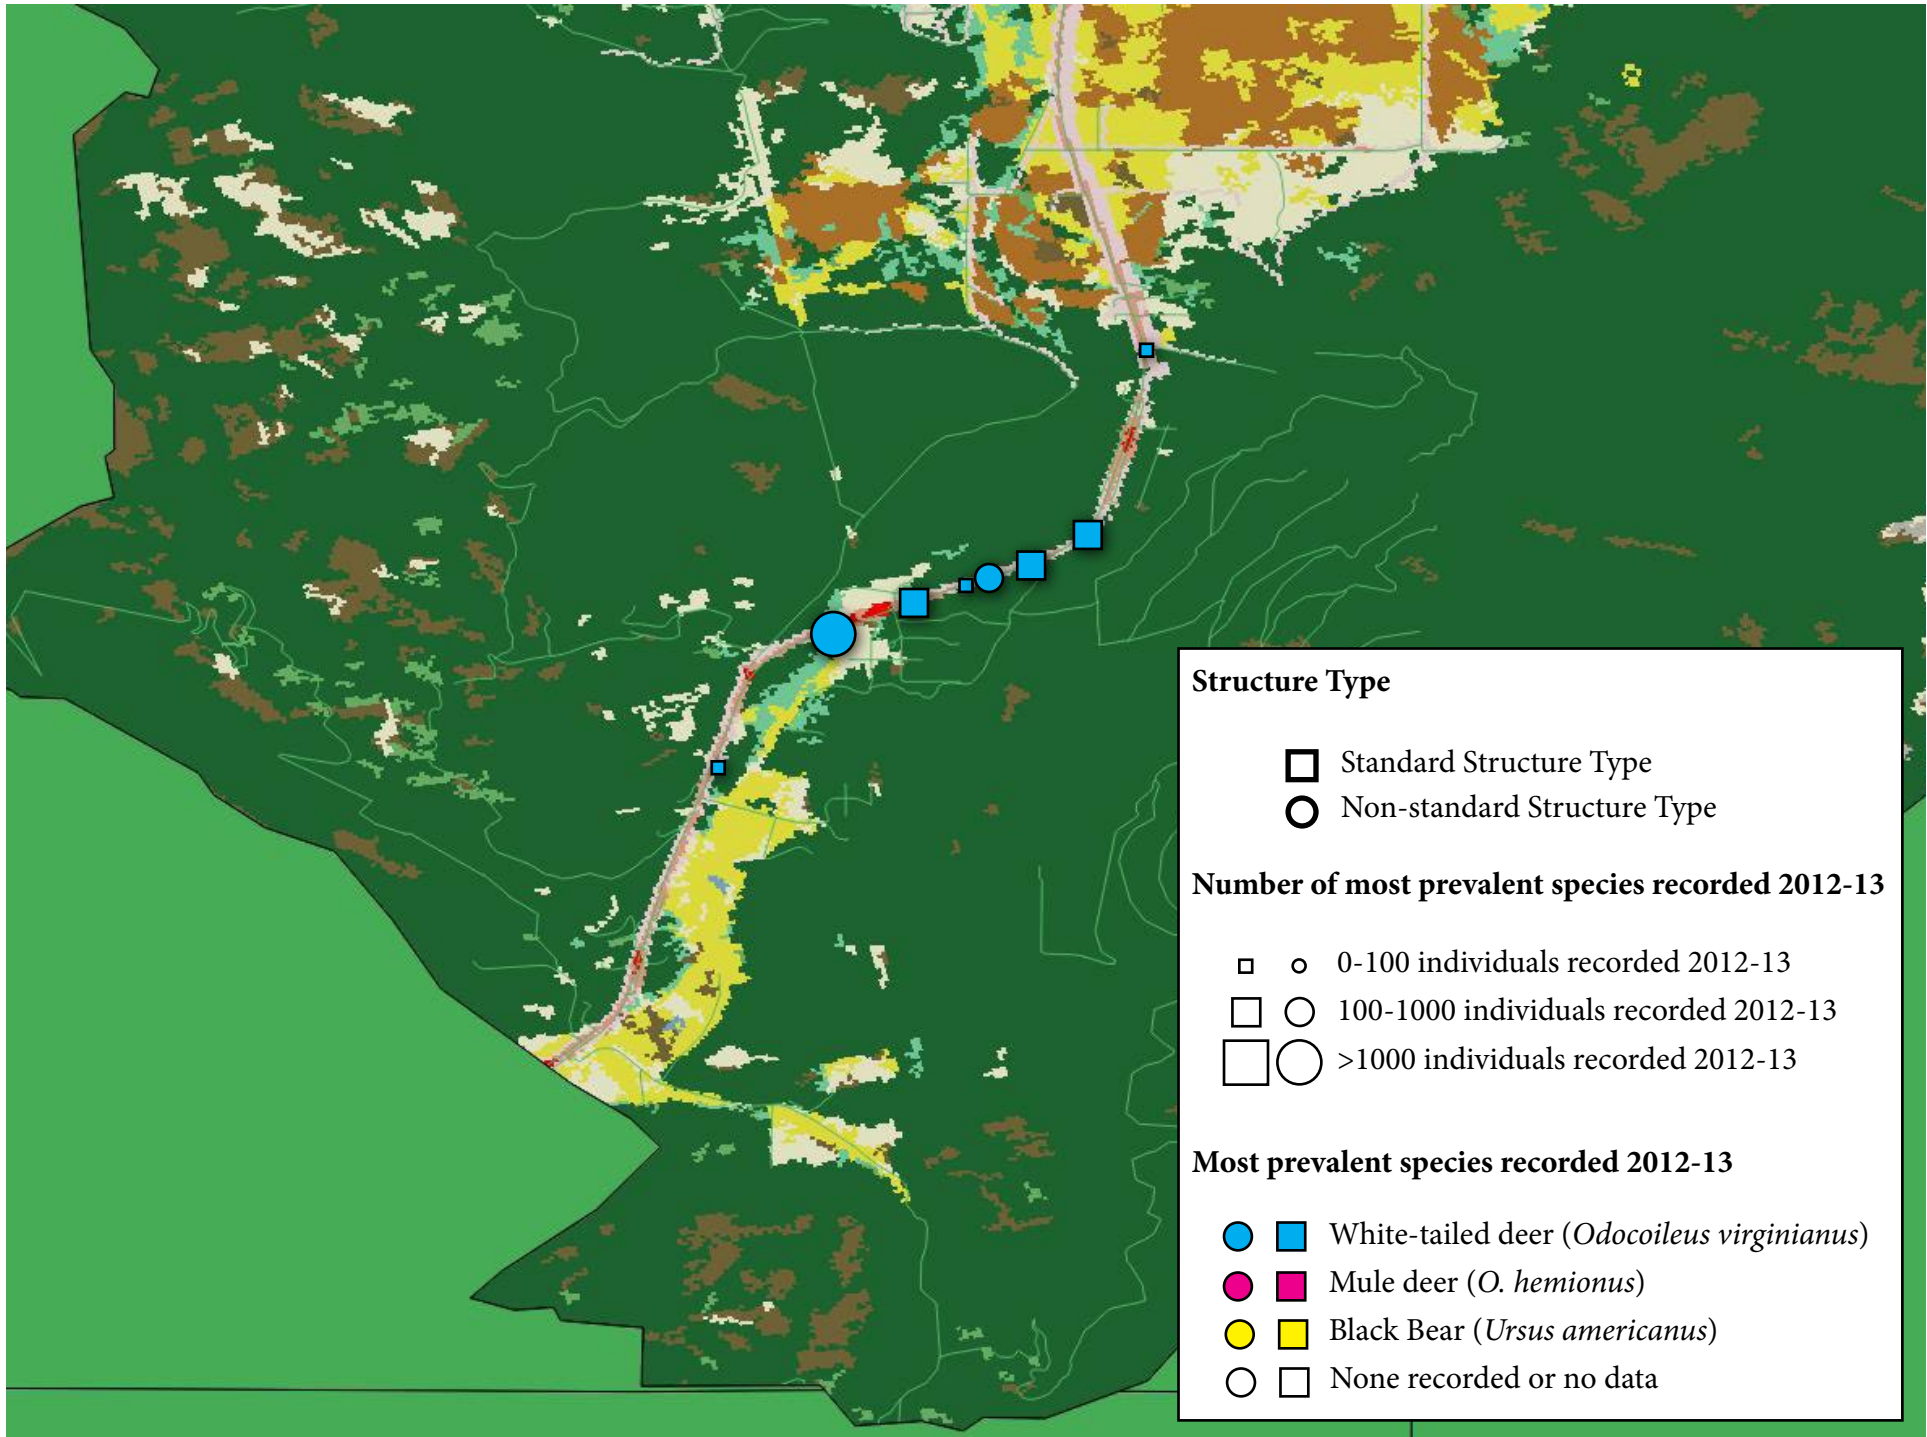 Structure Type
Standard Structure Type
Non-standard Structure Type
Number of most prevalent species recorded 2012-13
0-100 individuals recorded 2012-13
100-1000 individuals recorded 2012-13
>1000 individuals recorded 2012-13
Most prevalent species recorded 2012-13
White-tailed deer (Odocoileus virginianus)
Mule deer (O. hemionus)
Black Bear (Ursus americanus)
None recorded or no data